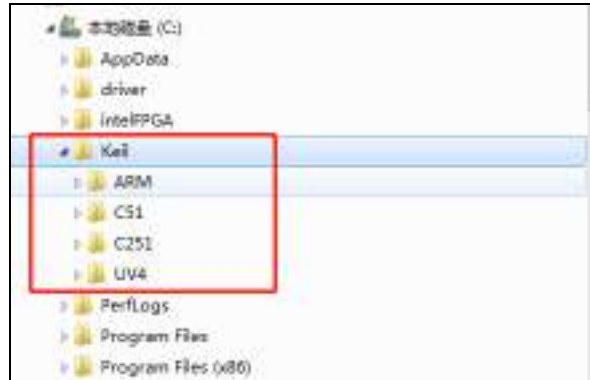 本地磁盘 (C:)
AppData
driver
intelFPGA
Keil
ARM
C51
C251
UV4
PerfLogs
Program Files
Program Files (x86)